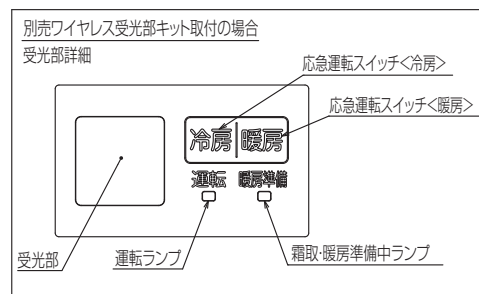 別売ワイヤレス受光部キット取付の場合
受光部詳細
応急運転スイッチ<冷房>
応急運転スイッチ<暖房>
冷房 暖房
運転 暖房準備
受光部
運転ランプ
霜取・暖房準備中ランプ